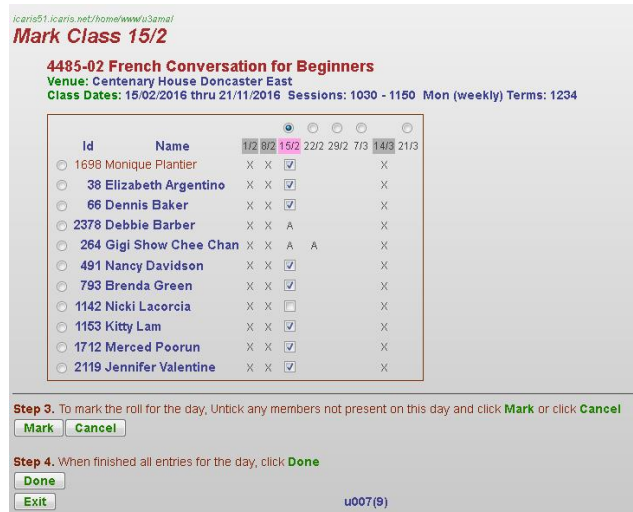 icaris51.icaris.net:/home/www/u3ama/
Mark Class 15/2
4485-02 French Conversation for Beginners
Venue: Centenary House Doncaster East
Class Dates: 15/02/2016 thru 21/11/2016 Sessions: 1030 - 1150 Mon (weekly) Terms: 1234
Id Name 1/2 8/2 15/2 22/2 29/2 7/3 14/3 21/3
1698 Monique Plantier X X X
38 Elizabeth Argentino X X X
66 Dennis Baker X X X
2378 Debbie Barber X X A X
264 Gigi Show Chee Chan X X A A X
491 Nancy Davidson X X X
793 Brenda Green X X X
1142 Nicki Lacorcia X X X
1153 Kitty Lam X X X
1712 Merced Poorun X X X
2119 Jennifer Valentine X X X
Step 3. To mark the roll for the day, Untick any members not present on this day and click Mark or click Cancel
Mark Cancel
Step 4. When finished all entries for the day, click Done
Done
Exit u007(9)